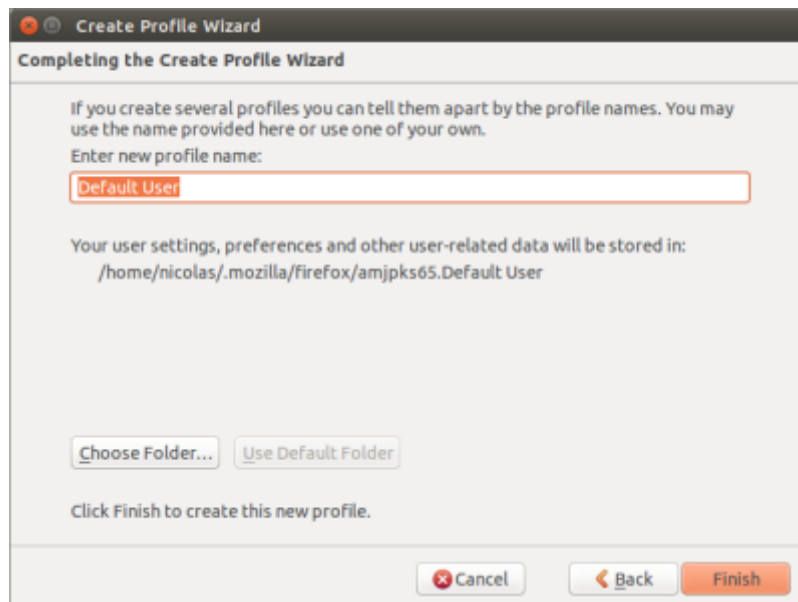 Create Profile Wizard
Completing the Create Profile Wizard
If you create several profiles you can tell them apart by the profile names. You may
use the name provided here or use one of your own.
Enter new profile name:
Default User
Your user settings, preferences and other user-related data will be stored in:
/home/nicolas/.mozilla/firefox/amjpks65.Default User
Choose Folder... Use Default Folder
Click Finish to create this new profile.
Cancel Back Finish